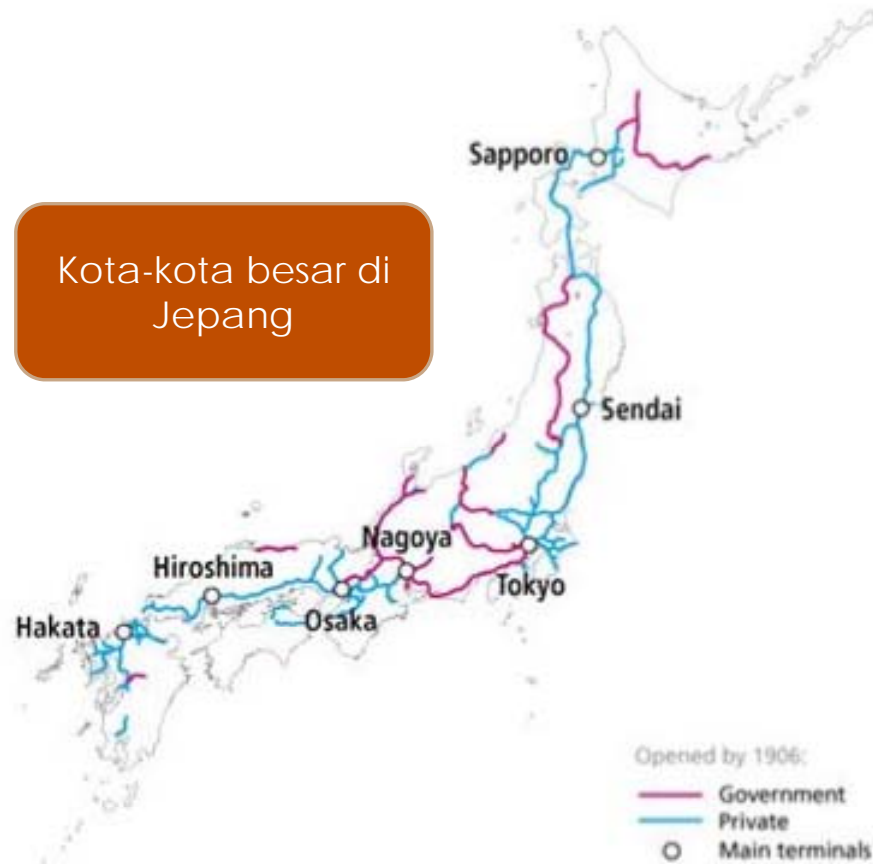 Kota-kota besar di
Jepang
Sapporo
Sendai
Nagoya
Hiroshima
Tokyo
Hakata
Osaka
Opened by 1906:
Government
Private
Main terminals